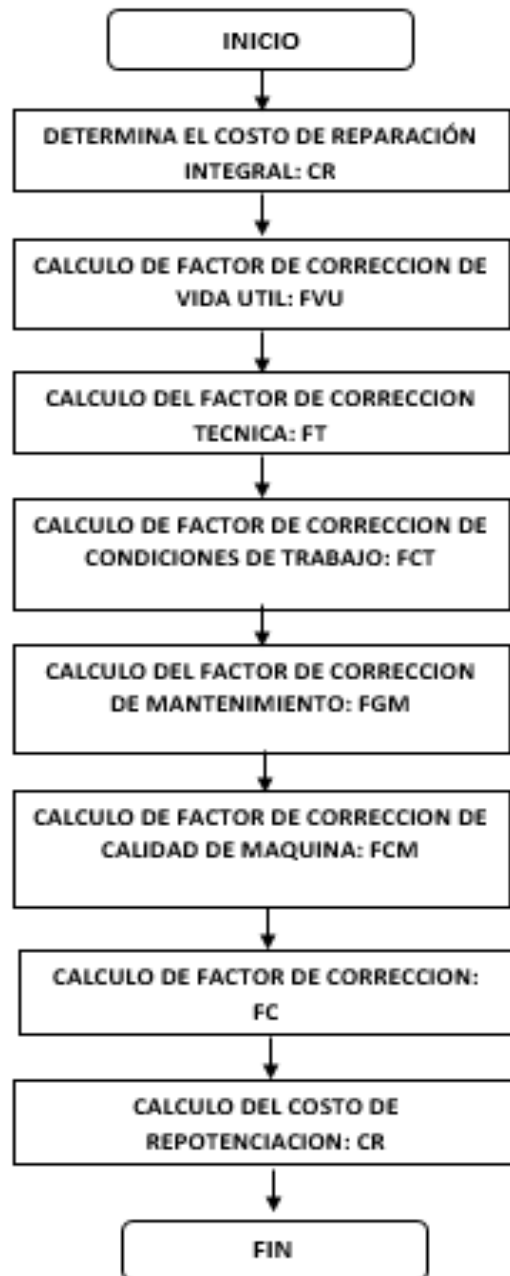 INICIO
DETERMINA EL COSTO DE REPARACIÓN
INTEGRAL: CR
CALCULO DE FACTOR DE CORRECCION DE
VIDA UTIL: FVU
CALCULO DEL FACTOR DE CORRECCION
TECNICA: FT
CALCULO DE FACTOR DE CORRECCION DE
CONDICIONES DE TRABAJO: FCT
CALCULO DEL FACTOR DE CORRECCION
DE MANTENIMIENTO: FGM
CALCULO DE FACTOR DE CORRECCION DE
CALIDAD DE MAQUINA: FCM
CALCULO DE FACTOR DE CORRECCION:
FC
CALCULO DEL COSTO DE
REPOTENCIACION: CR
FIN